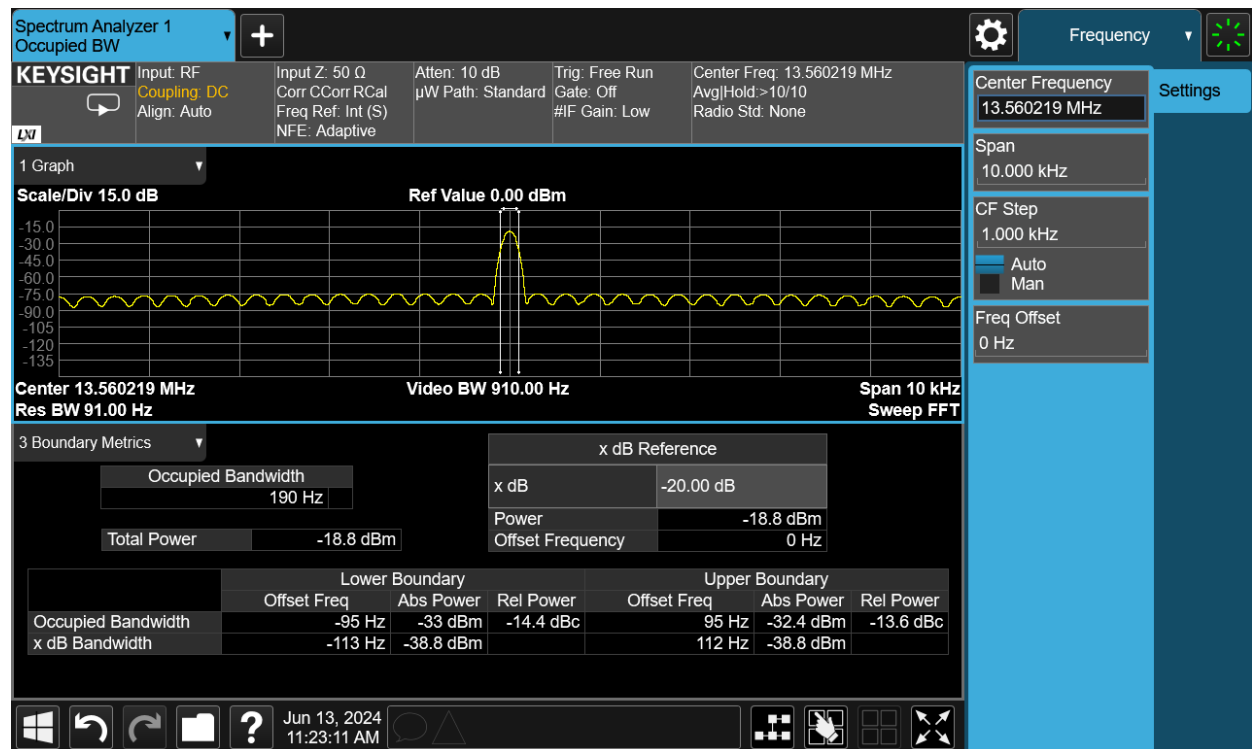 Spectrum Analyzer 1
Occupied BW
+
Frequency
KEYSIGHT
LXI
Input: RF
Coupling: DC
Align: Auto
Input Z: 50 Ω
Corr CCorr RCal
Freq Ref: Int (S)
NFE: Adaptive
Atten: 10 dB
µW Path: Standard
Trig: Free Run
Gate: Off
#IF Gain: Low
Center Freq: 13.560219 MHz
Avg|Hold:>10/10
Radio Std: None
Center Frequency
13.560219 MHz
Settings
Span
10.000 kHz
CF Step
1.000 kHz
Auto
Man
Freq Offset
0 Hz
1 Graph
Scale/Div 15.0 dB
Ref Value 0.00 dBm
-15.0
-30.0
-45.0
-60.0
-75.0
-90.0
-105
-120
-135
Center 13.560219 MHz
Video BW 910.00 Hz
Span 10 kHz
Res BW 91.00 Hz
Sweep FFT
3 Boundary Metrics
Occupied Bandwidth
190 Hz
Total Power -18.8 dBm
x dB Reference
x dB -20.00 dB
Power -18.8 dBm
Offset Frequency 0 Hz
Lower Boundary Upper Boundary
Offset Freq Abs Power Rel Power Offset Freq Abs Power Rel Power
Occupied Bandwidth -95 Hz -33 dBm -14.4 dBc 95 Hz -32.4 dBm -13.6 dBc
x dB Bandwidth -113 Hz -38.8 dBm 112 Hz -38.8 dBm
?
Jun 13, 2024
11:23:11 AM